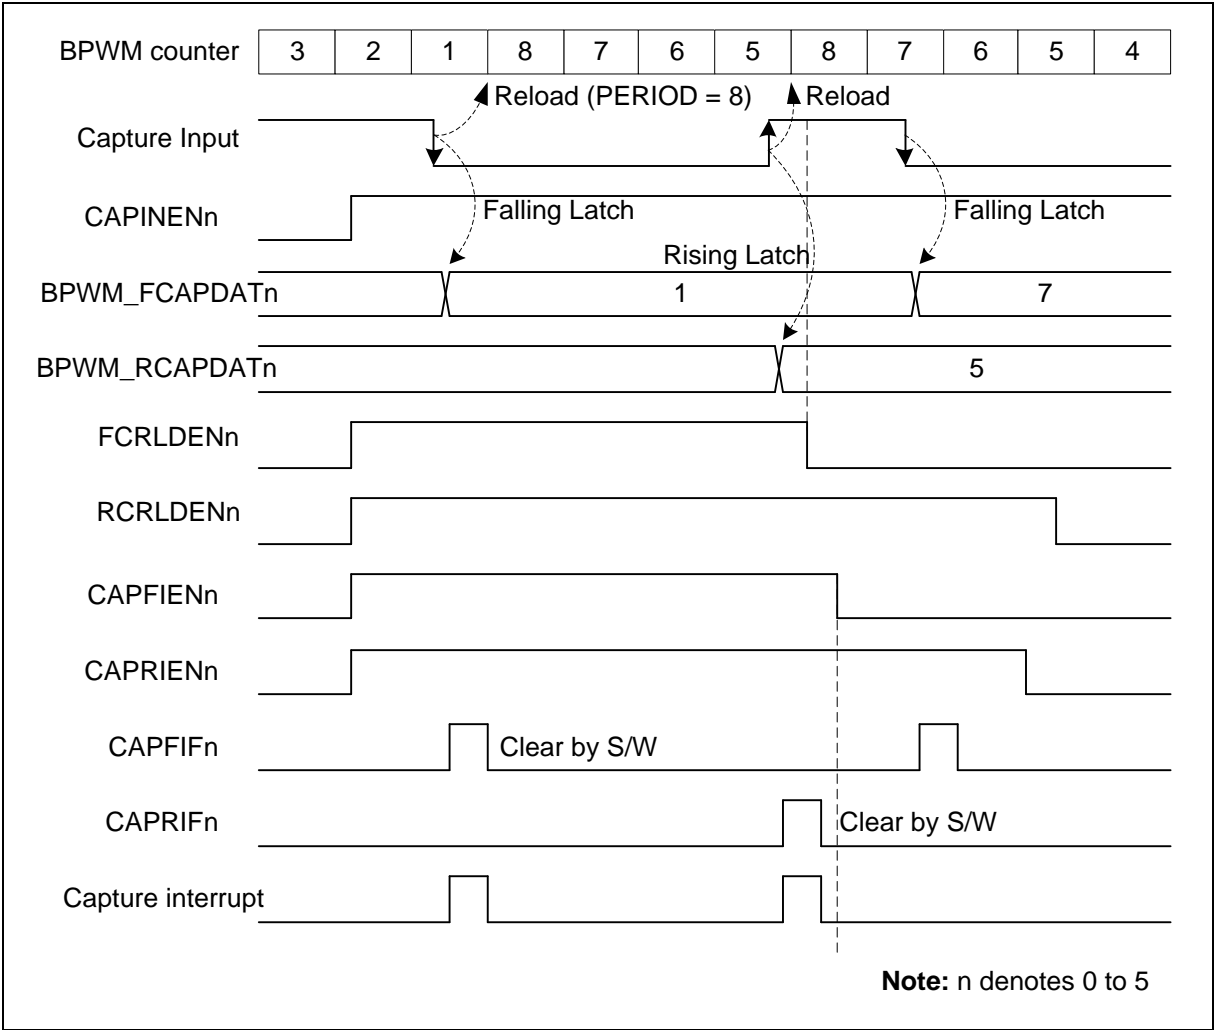 BPWM counter 3 2 1 8 7 6 5 8 7 6 5 4
Reload (PERIOD = 8) Reload
Capture Input
CAPINENn Falling Latch Falling Latch
Rising Latch
BPWM_FCAPDATn 1 7
BPWM_RCAPDATn 5
FCRLDENn
RCRLDENn
CAPFIENn
CAPRIENn
CAPFIFn Clear by S/W
CAPRIFn Clear by S/W
Capture interrupt
Note: n denotes 0 to 5